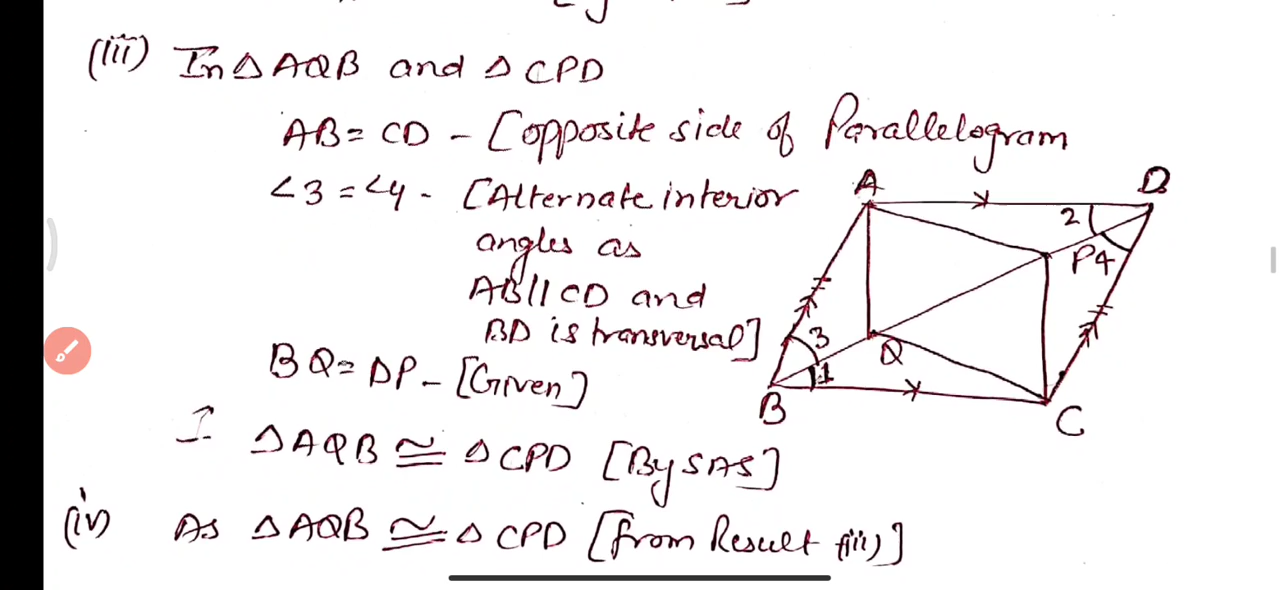 (iii) In △ AQB and △ CPD
AB = CD - [opposite side of Parallelogram
∠3 = ∠4 - [Alternate interior
angles as
AB || CD and
BD is transversal]
BQ = DP - [Given]
△ AQB ≅ △ CPD [By SAS]
(iv) As △ AQB ≅ △ CPD [from Result (iii)]
A
D
2
P4
3
Q
1
B
C